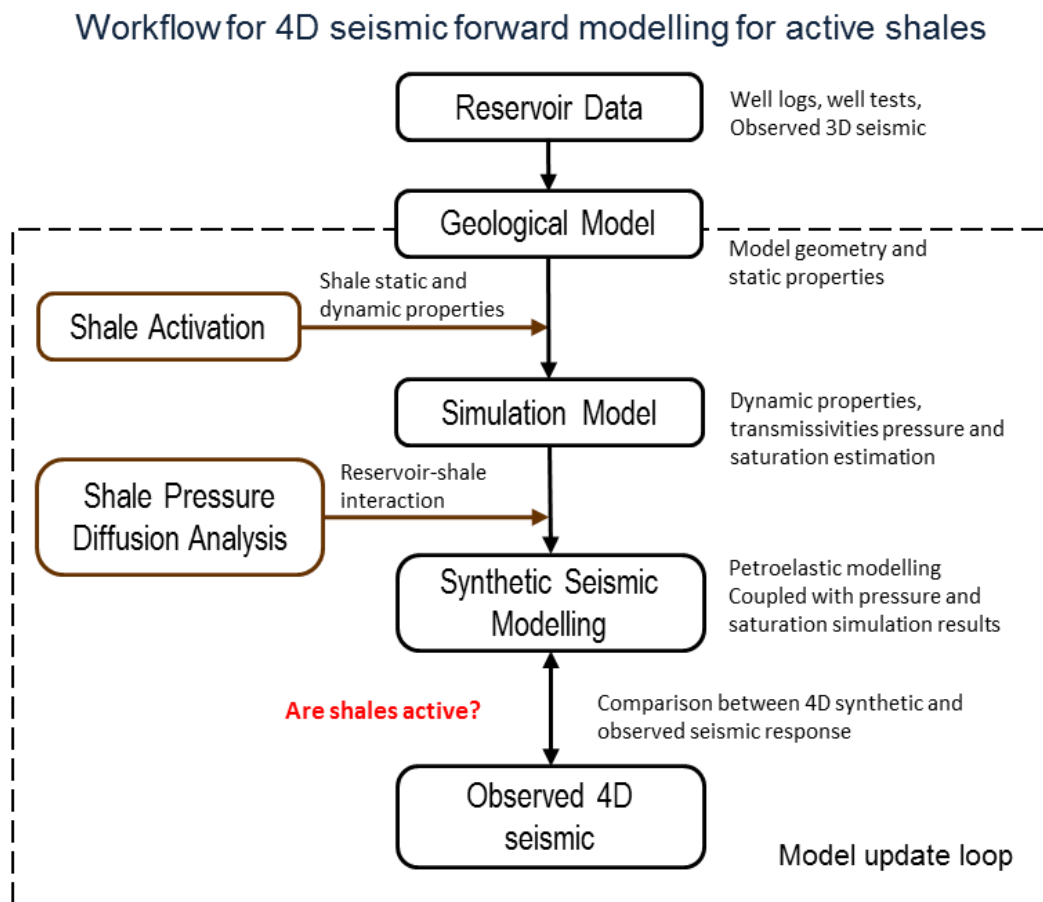 Workflow for 4D seismic forward modelling for active shales
Reservoir Data
Well logs, well tests,
Observed 3D seismic
Geological Model
Model geometry and
static properties
Shale static and
dynamic properties
Shale Activation
Simulation Model
Dynamic properties,
transmissivities pressure and
saturation estimation
Reservoir-shale
interaction
Shale Pressure
Diffusion Analysis
Synthetic Seismic
Modelling
Petroelastic modelling
Coupled with pressure and
saturation simulation results
Are shales active?
Comparison between 4D synthetic and
observed seismic response
Observed 4D
seismic
Model update loop